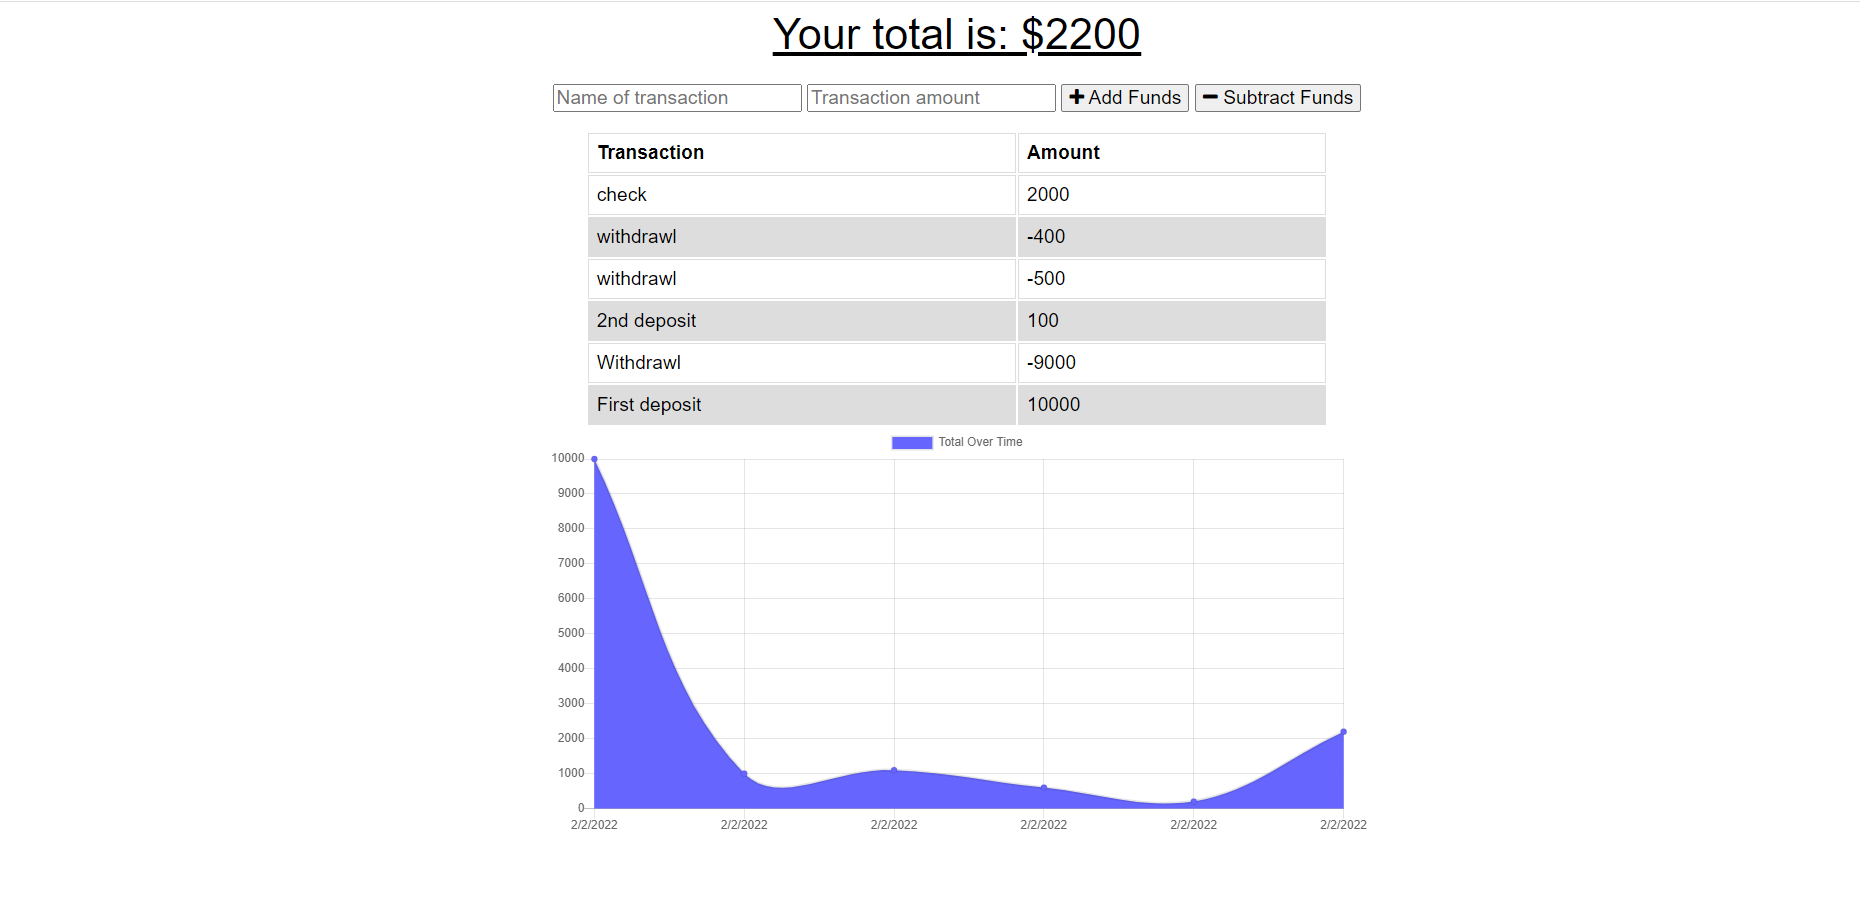 Your total is: $2200
Name of transaction Transaction amount Add Funds Subtract Funds
Transaction Amount
check 2000
withdrawl -400
withdrawl -500
2nd deposit 100
Withdrawl -9000
First deposit 10000
Total Over Time
10000
9000
8000
7000
6000
5000
4000
3000
2000
1000
0
2/2/2022 2/2/2022 2/2/2022 2/2/2022 2/2/2022 2/2/2022